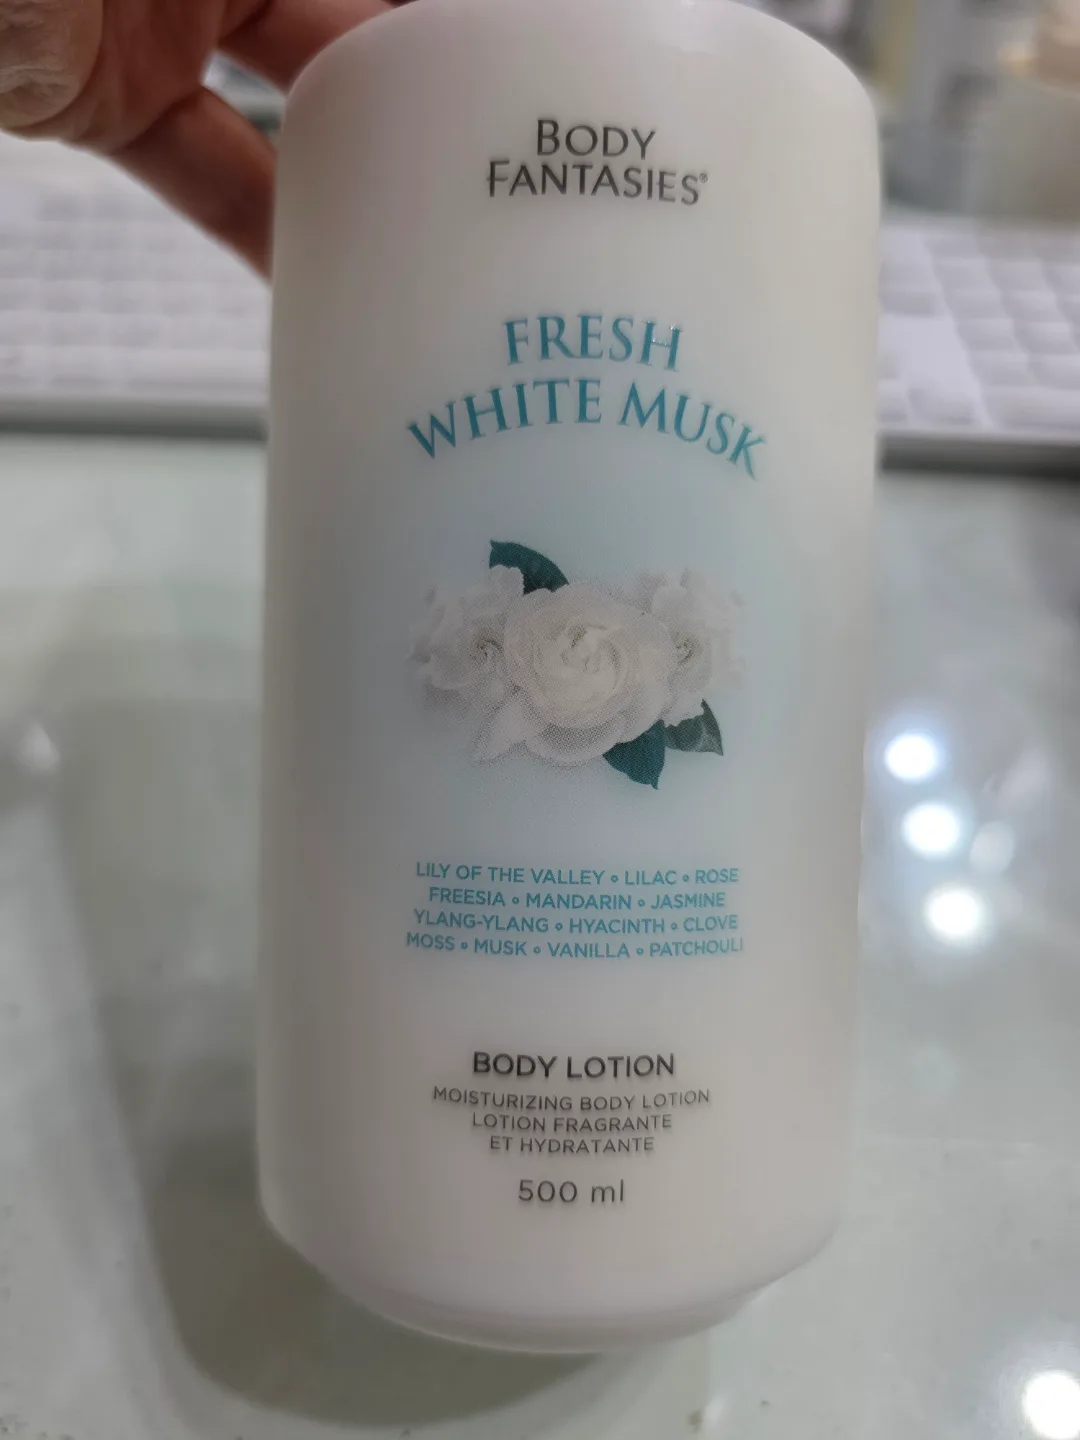 BODY
FANTASIES®
FRESH
WHITE MUSK
LILY OF THE VALLEY ∘ LILAC ∘ ROSE
FREESIA ∘ MANDARIN ∘ JASMINE
YLANG-YLANG ∘ HYACINTH ∘ CLOVE
MOSS ∘ MUSK ∘ VANILLA ∘ PATCHOULI
BODY LOTION
MOISTURIZING BODY LOTION
LOTION FRAGRANTE
ET HYDRATANTE
500 ml